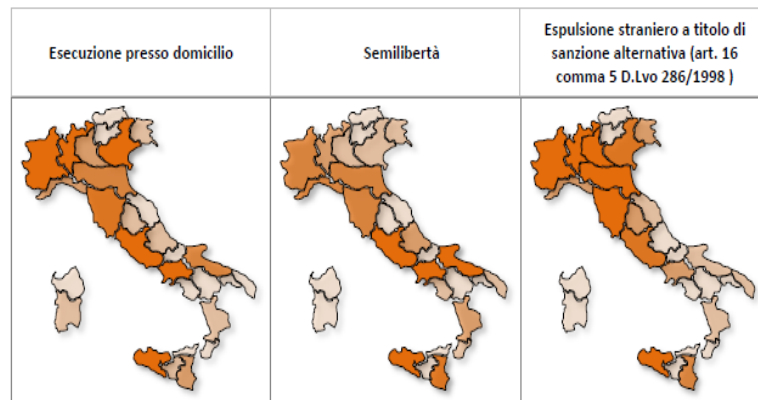 Esecuzione presso domicilio
Semilibertà
Espulsione straniero a titolo di
sanzione alternativa (art. 16
comma 5 D.Lvo 286/1998 )